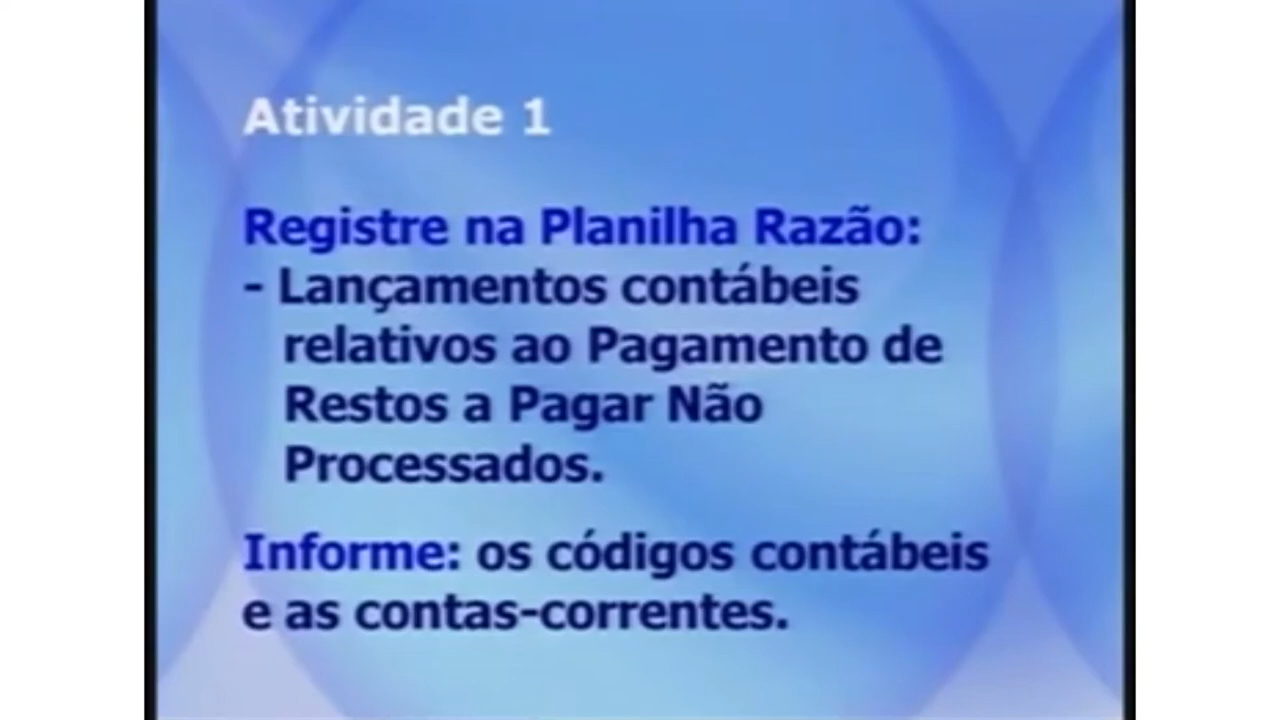 Atividade 1
Registre na Planilha Razão:
- Lançamentos contábeis
relativos ao Pagamento de
Restos a Pagar Não
Processados.
Informe: os códigos contábeis
e as contas-correntes.